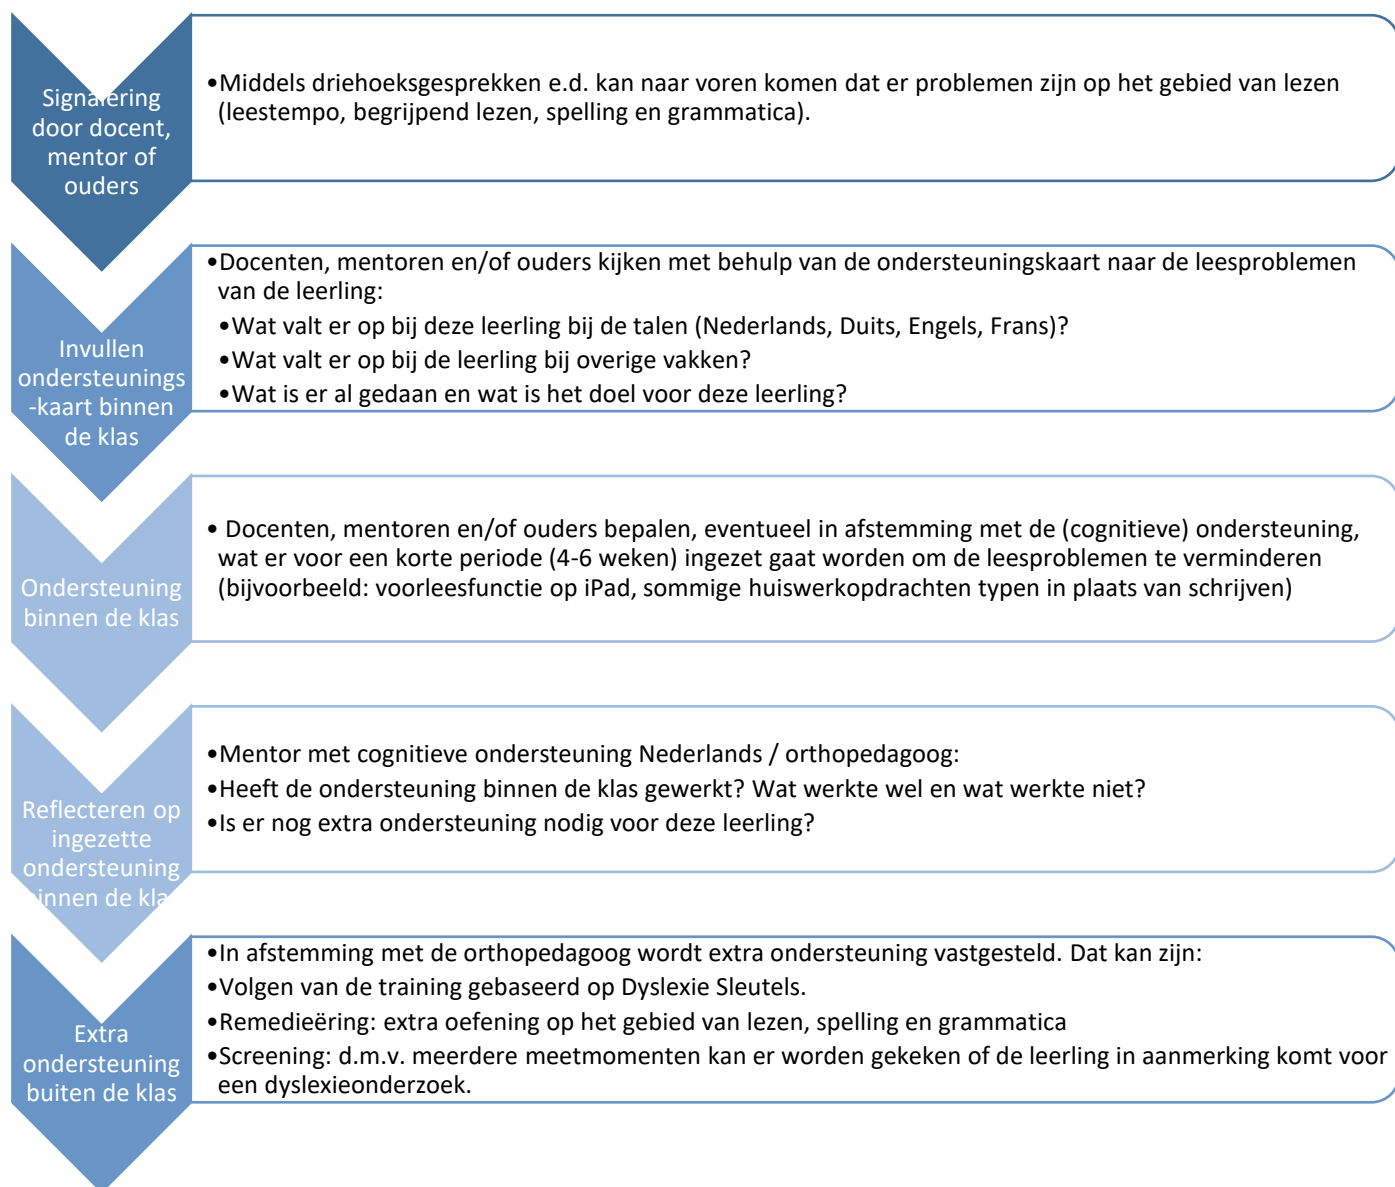 Signalering
door docent,
mentor of
ouders
•Middels driehoeksgesprekken e.d. kan naar voren komen dat er problemen zijn op het gebied van lezen
(leestempo, begrijpend lezen, spelling en grammatica).
Invullen
ondersteunings
-kaart binnen
de klas
•Docenten, mentoren en/of ouders kijken met behulp van de ondersteuningskaart naar de leesproblemen
van de leerling:
•Wat valt er op bij deze leerling bij de talen (Nederlands, Duits, Engels, Frans)?
•Wat valt er op bij de leerling bij overige vakken?
•Wat is er al gedaan en wat is het doel voor deze leerling?
Ondersteuning
binnen de klas
• Docenten, mentoren en/of ouders bepalen, eventueel in afstemming met de (cognitieve) ondersteuning,
wat er voor een korte periode (4-6 weken) ingezet gaat worden om de leesproblemen te verminderen
(bijvoorbeeld: voorleesfunctie op iPad, sommige huiswerkopdrachten typen in plaats van schrijven)
Reflecteren op
ingezette
ondersteuning
binnen de klas
•Mentor met cognitieve ondersteuning Nederlands / orthopedagoog:
•Heeft de ondersteuning binnen de klas gewerkt? Wat werkte wel en wat werkte niet?
•Is er nog extra ondersteuning nodig voor deze leerling?
Extra
ondersteuning
buiten de klas
•In afstemming met de orthopedagoog wordt extra ondersteuning vastgesteld. Dat kan zijn:
•Volgen van de training gebaseerd op Dyslexie Sleutels.
•Remedieëring: extra oefening op het gebied van lezen, spelling en grammatica
•Screening: d.m.v. meerdere meetmomenten kan er worden gekeken of de leerling in aanmerking komt voor
een dyslexieonderzoek.